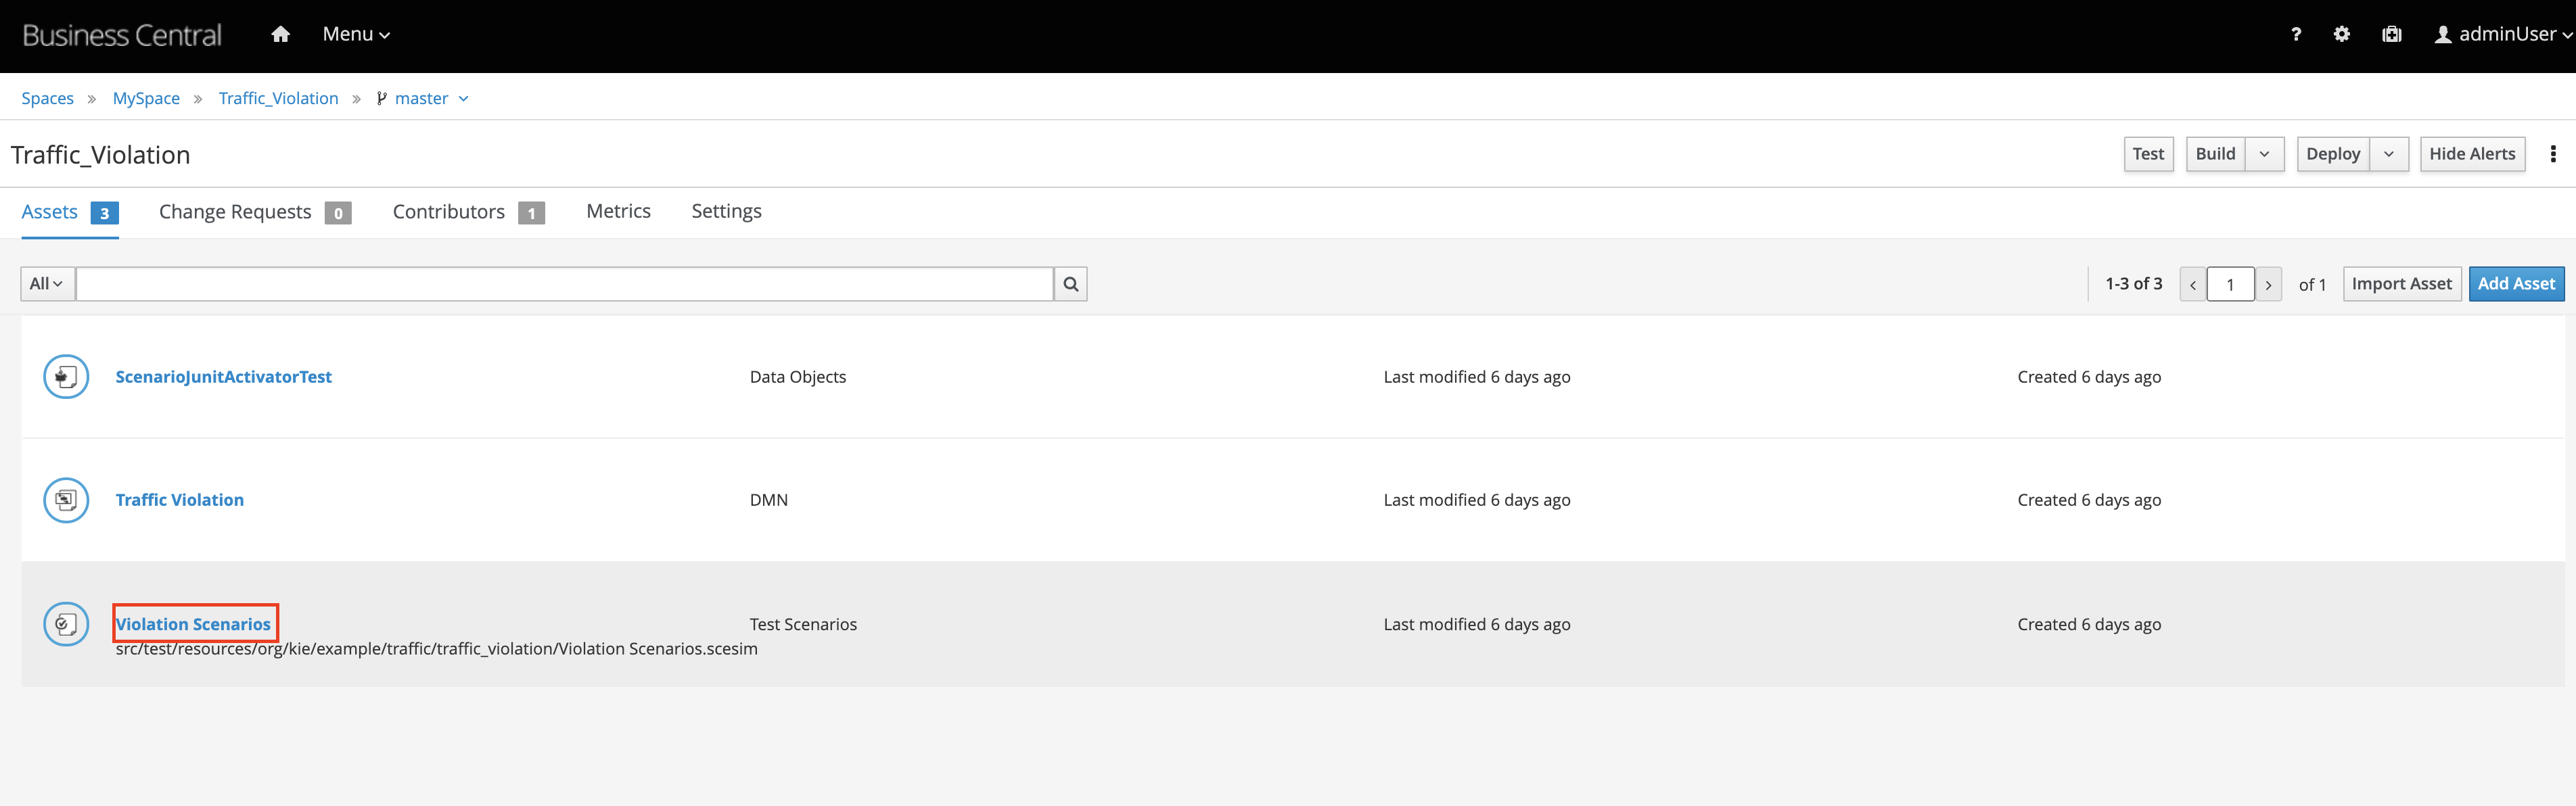 Business Central Menu ? adminUser
Spaces » MySpace » Traffic_Violation » master
Traffic_Violation Test Build Deploy Hide Alerts
Assets 3 Change Requests 0 Contributors 1 Metrics Settings
All 1-3 of 3 < 1 > of 1 Import Asset Add Asset
ScenarioJunitActivatorTest Data Objects Last modified 6 days ago Created 6 days ago
Traffic Violation DMN Last modified 6 days ago Created 6 days ago
Violation Scenarios Test Scenarios Last modified 6 days ago Created 6 days ago
src/test/resources/org/kie/example/traffic/traffic_violation/Violation Scenarios.scesim